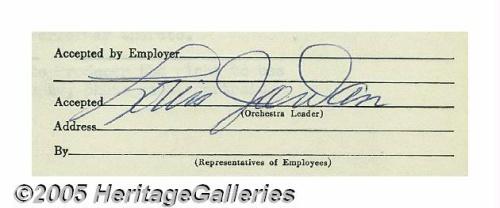 Accepted by Employer
Accepted Louis Jordan
(Orchestra Leader)
Address
By
(Representatives of Employees)
©2005 HeritageGalleries